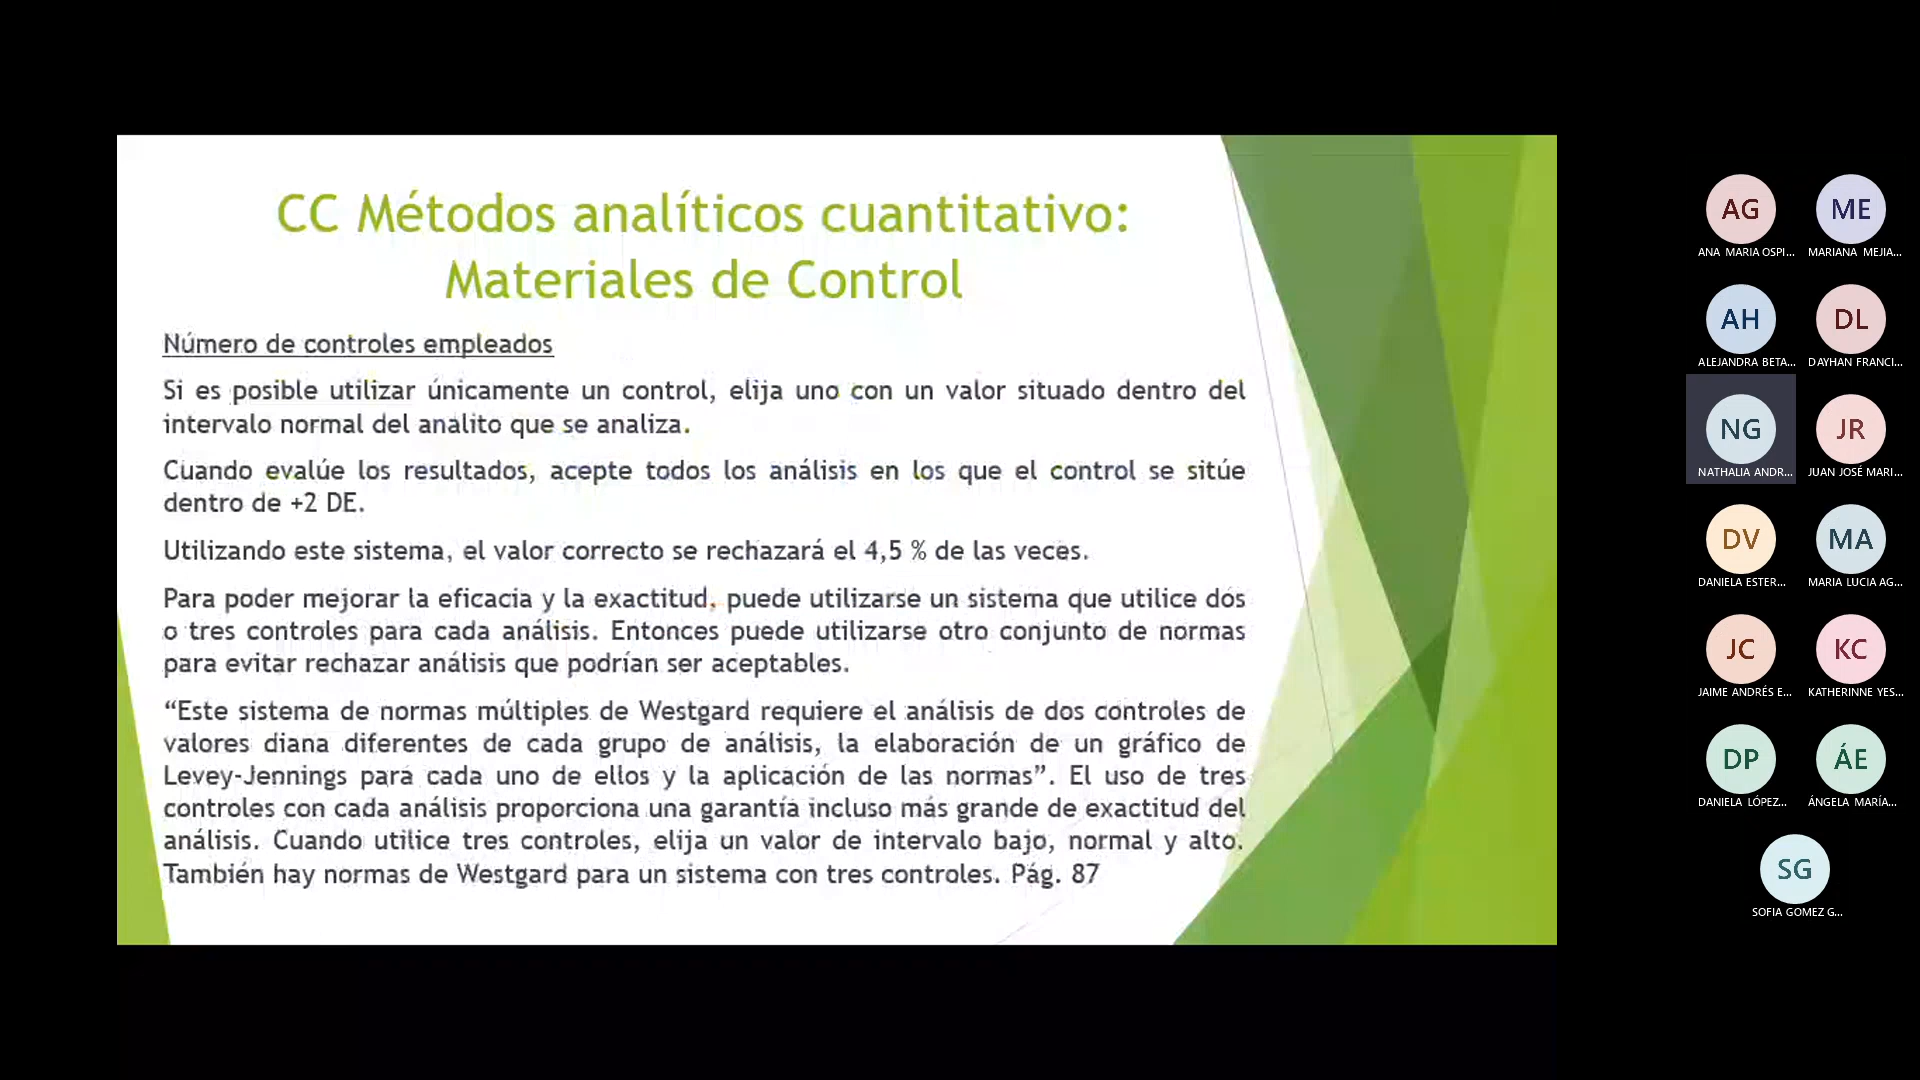 CC Métodos analíticos cuantitativo:
Materiales de Control
Número de controles empleados
Si es posible utilizar únicamente un control, elija uno con un valor situado dentro del
intervalo normal del analito que se analiza.
Cuando evalúe los resultados, acepte todos los análisis en los que el control se sitúe
dentro de +2 DE.
Utilizando este sistema, el valor correcto se rechazará el 4,5 % de las veces.
Para poder mejorar la eficacia y la exactitud, puede utilizarse un sistema que utilice dos
o tres controles para cada análisis. Entonces puede utilizarse otro conjunto de normas
para evitar rechazar análisis que podrían ser aceptables.
“Este sistema de normas múltiples de Westgard requiere el análisis de dos controles de
valores diana diferentes de cada grupo de análisis, la elaboración de un gráfico de
Levey-Jennings para cada uno de ellos y la aplicación de las normas”. El uso de tres
controles con cada análisis proporciona una garantía incluso más grande de exactitud del
análisis. Cuando utilice tres controles, elija un valor de intervalo bajo, normal y alto.
También hay normas de Westgard para un sistema con tres controles. Pág. 87
AG ME
ANA MARIA OSPI... MARIANA MEJIA...
AH DL
ALEJANDRA BETA... DAYHAN FRANCI...
NG JR
NATHALIA ANDR... JUAN JOSÉ MARI...
DV MA
DANIELA ESTER... MARIA LUCIA AG...
JC KC
JAIME ANDRÉS E... KATHERINNE YES...
DP ÁE
DANIELA LÓPEZ... ÁNGELA MARÍA...
SG
SOFIA GOMEZ G...